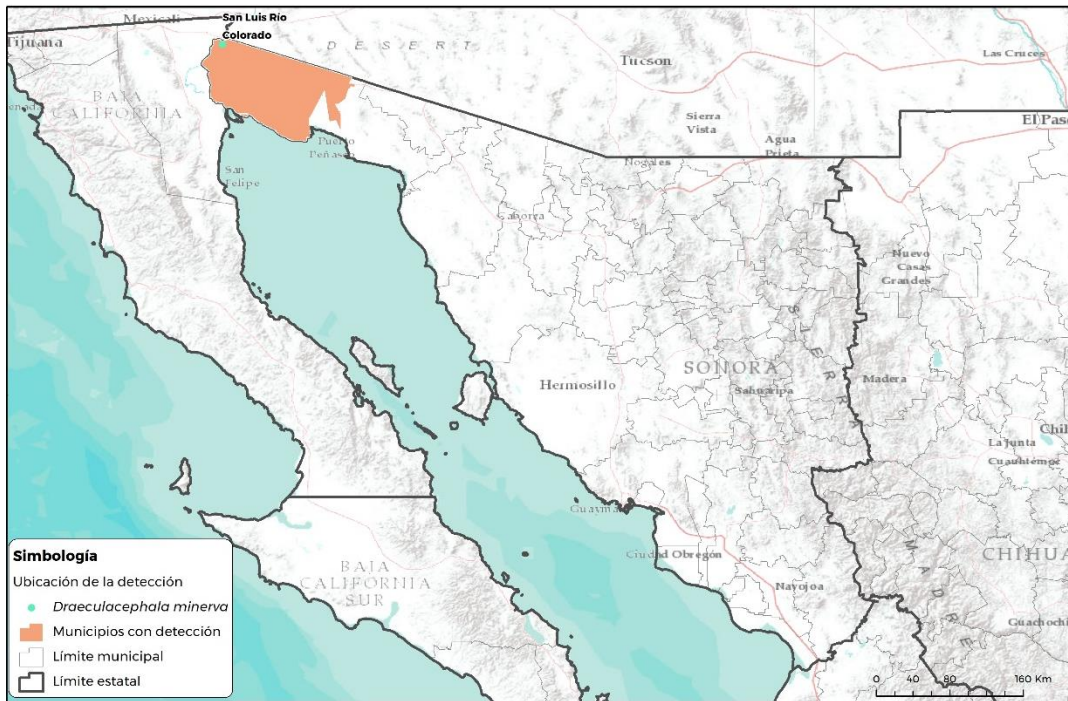 San Luis Río
Colorado
Mexicali
Tijuana
DESERT
Las Cruces
Tucson
BAJA
CALIFORNIA
Sierra
Vista
El Paso
Agua
Prieta
Puerto
Peñasco
Nogales
San
Felipe
Caborca
Nuevo
Casas
Grandes
SIERRA
SONORA
Hermosillo
Sahuaripa
Madera
La Junta
Cuauhtémoc
Guaymas
Ciudad Obregón
CHIHUA
MADRE
BAJA
CALIFORNIA
SUR
Navojoa
Guachochi
Simbología
Ubicación de la detección
Draeculacephala minerva
Municipios con detección
Límite municipal
Límite estatal
0 40 80 160 Km